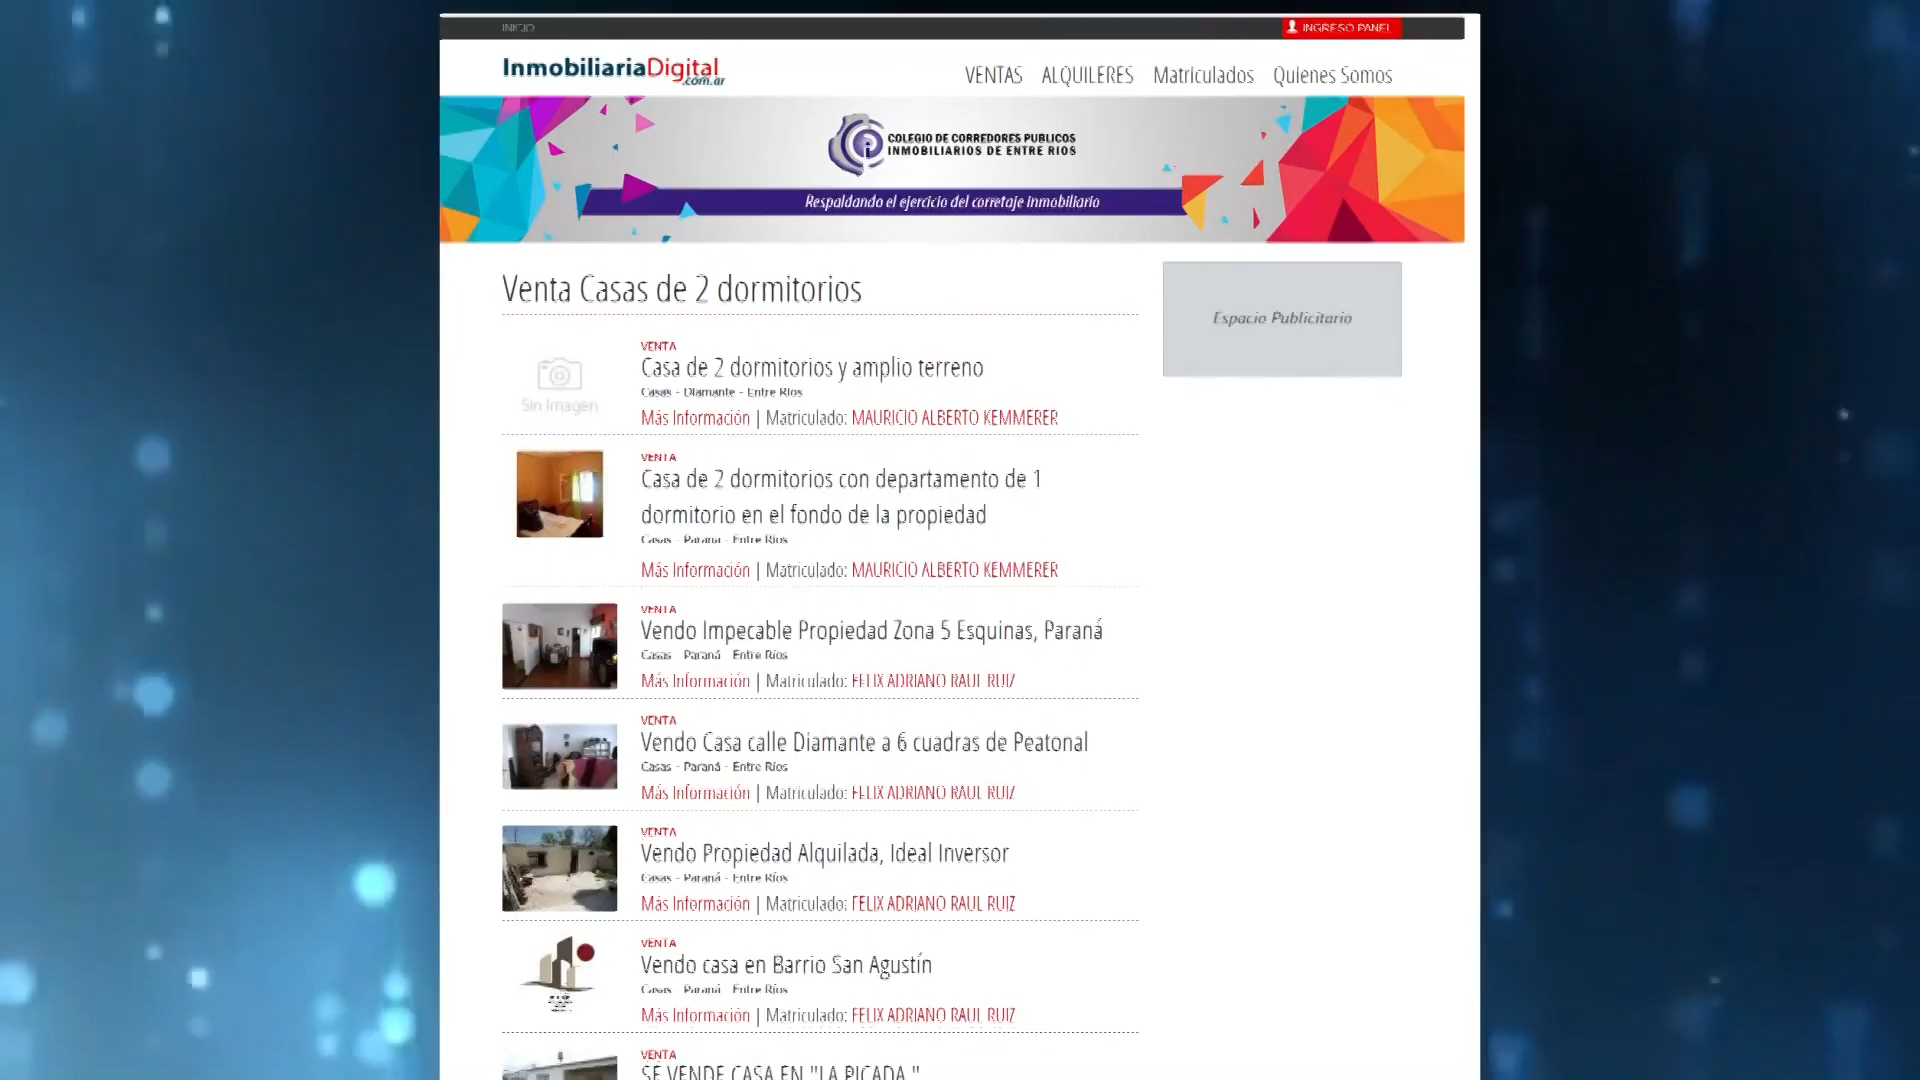 INICIO
INGRESO PANEL
InmobiliariaDigital
.com.ar
VENTAS ALQUILERES Matriculados Quienes Somos
COLEGIO DE CORREDORES PUBLICOS
INMOBILIARIOS DE ENTRE RIOS
Respaldando el ejercicio del corretaje inmobiliario
Venta Casas de 2 dormitorios
Espacio Publicitario
Sin Imagen
VENTA
Casa de 2 dormitorios y amplio terreno
Casas - Diamante - Entre Ríos
Más Información | Matriculado: MAURICIO ALBERTO KEMMERER
VENTA
Casa de 2 dormitorios con departamento de 1
dormitorio en el fondo de la propiedad
Casas - Paraná - Entre Ríos
Más Información | Matriculado: MAURICIO ALBERTO KEMMERER
VENTA
Vendo Impecable Propiedad Zona 5 Esquinas, Paraná
Casas - Paraná - Entre Ríos
Más Información | Matriculado: FELIX ADRIANO RAUL RUIZ
VENTA
Vendo Casa calle Diamante a 6 cuadras de Peatonal
Casas - Paraná - Entre Ríos
Más Información | Matriculado: FELIX ADRIANO RAUL RUIZ
VENTA
Vendo Propiedad Alquilada, Ideal Inversor
Casas - Paraná - Entre Ríos
Más Información | Matriculado: FELIX ADRIANO RAUL RUIZ
VENTA
Vendo casa en Barrio San Agustín
Casas - Paraná - Entre Ríos
Más Información | Matriculado: FELIX ADRIANO RAUL RUIZ
VENTA
SE VENDE CASA EN "LA PICADA "